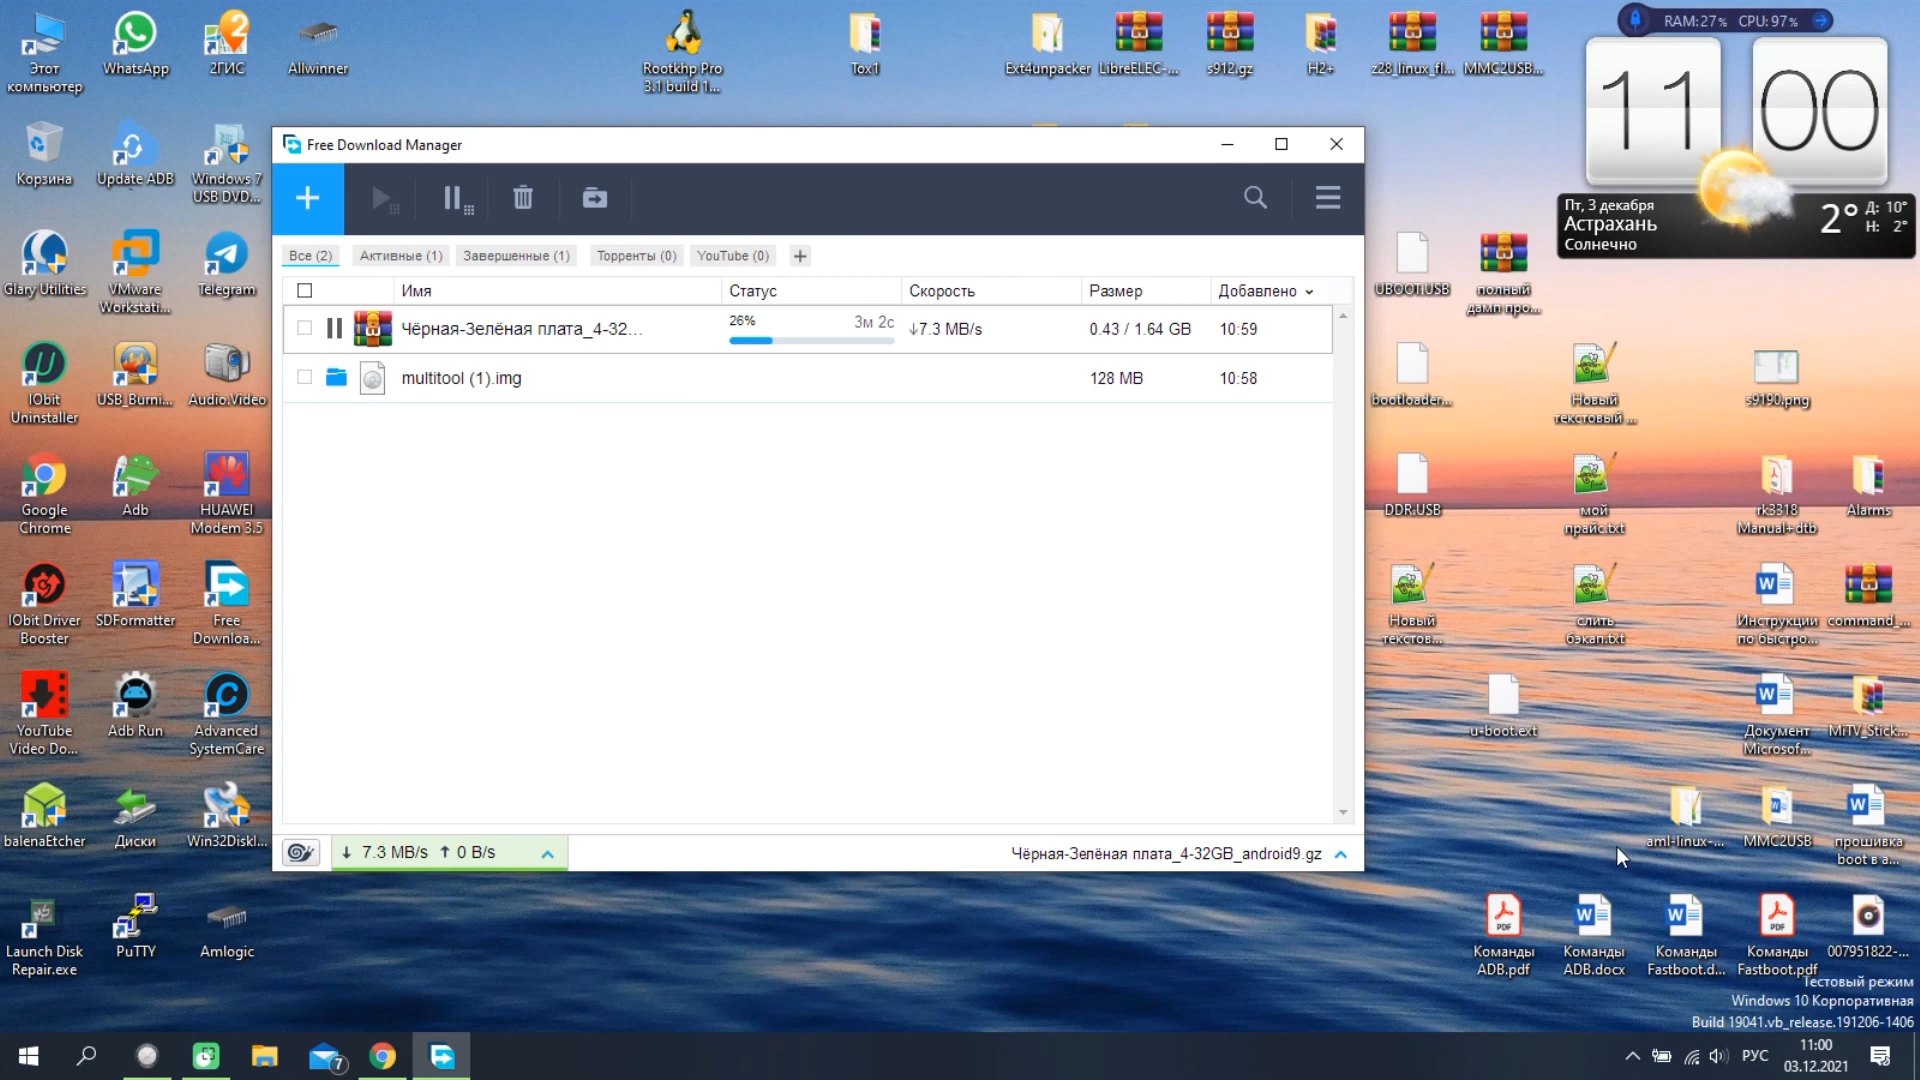 RAM: 27% CPU: 97%
11 00
Пт, 3 декабря
Астрахань
Солнечно
2° Д: 10°
Н: 2°
Этот
компьютер
WhatsApp
2ГИС
Allwinner
Rootkhp Pro
3.1 build 1...
Tox1
Ext4unpacker
LibreELEC-...
s912.gz
H2+
z28_linux_fl...
MMC2USB...
Корзина
Update ADB
Windows 7
USB DVD...
Glary Utilities
VMware
Workstati...
Telegram
IObit
Uninstaller
USB_Burni...
Audio.Video
Google
Chrome
Adb
HUAWEI
Modem 3.5
IObit Driver
Booster
SDFormatter
Free
Downloa...
YouTube
Video Do...
Adb Run
Advanced
SystemCare
balenaEtcher
Диски
Win32DiskI...
Launch Disk
Repair.exe
PuTTY
Amlogic
Free Download Manager
Все (2) Активные (1) Завершенные (1) Торренты (0) YouTube (0) +
Имя Статус Скорость Размер Добавлено
Чёрная-Зелёная плата_4-32... 26% 3м 2с ↓7.3 MB/s 0.43 / 1.64 GB 10:59
multitool (1).img 128 MB 10:58
↓ 7.3 MB/s ↑ 0 B/s
Чёрная-Зелёная плата_4-32GB_android9.gz
UBOOT.USB
полный
дамп про...
bootloader...
Новый
текстовый ...
s9190.png
DDR.USB
мой
прайс.txt
rk3318
Manual+dtb
Alarms
Новый
текстов...
слить
бэкап.txt
Инструкции
по быстро...
command_...
u-boot.ext
Документ
Microsof...
MiTV_Stick...
aml-linux-...
MMC2USB
прошивка
boot в а...
Команды
ADB.pdf
Команды
ADB.docx
Команды
Fastboot.d...
Команды
Fastboot.pdf
007951822-...
Тестовый режим
Windows 10 Корпоративная
Build 19041.vb_release.191206-1406
7
РУС
11:00
03.12.2021